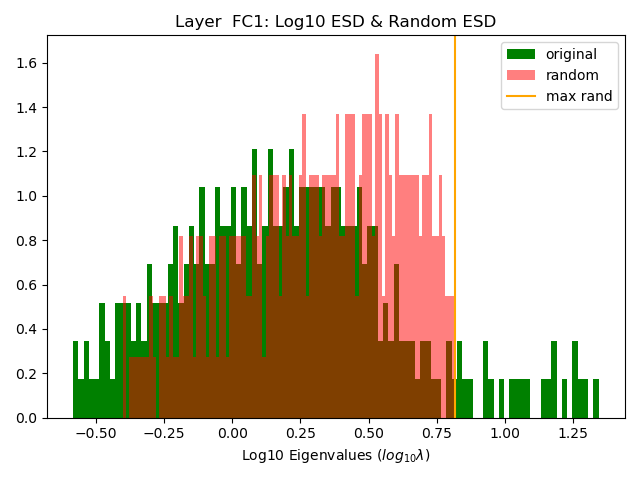 Layer  FC1: Log10 ESD & Random ESD
original
random
max rand
1.6
1.4
1.2
1.0
0.8
0.6
0.4
0.2
0.0
−0.50 −0.25 0.00 0.25 0.50 0.75 1.00 1.25
Log10 Eigenvalues (log₁₀λ)